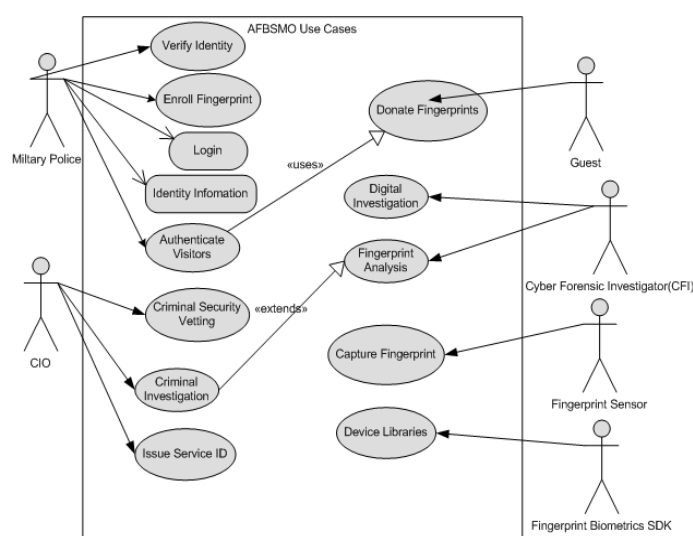 AFBSMO Use Cases
Verify Identity
Enroll Fingerprint
Login
Identity Infomation
Authenticate
Visitors
Criminal Security
Vetting
Criminal
Investigation
Issue Service ID
«uses»
«extends»
Donate Fingerprints
Digital
Investigation
Fingerprint
Analysis
Capture Fingerprint
Device Libraries
Miltary Police
CIO
Guest
Cyber Forensic Investigator(CFI)
Fingerprint Sensor
Fingerprint Biometrics SDK